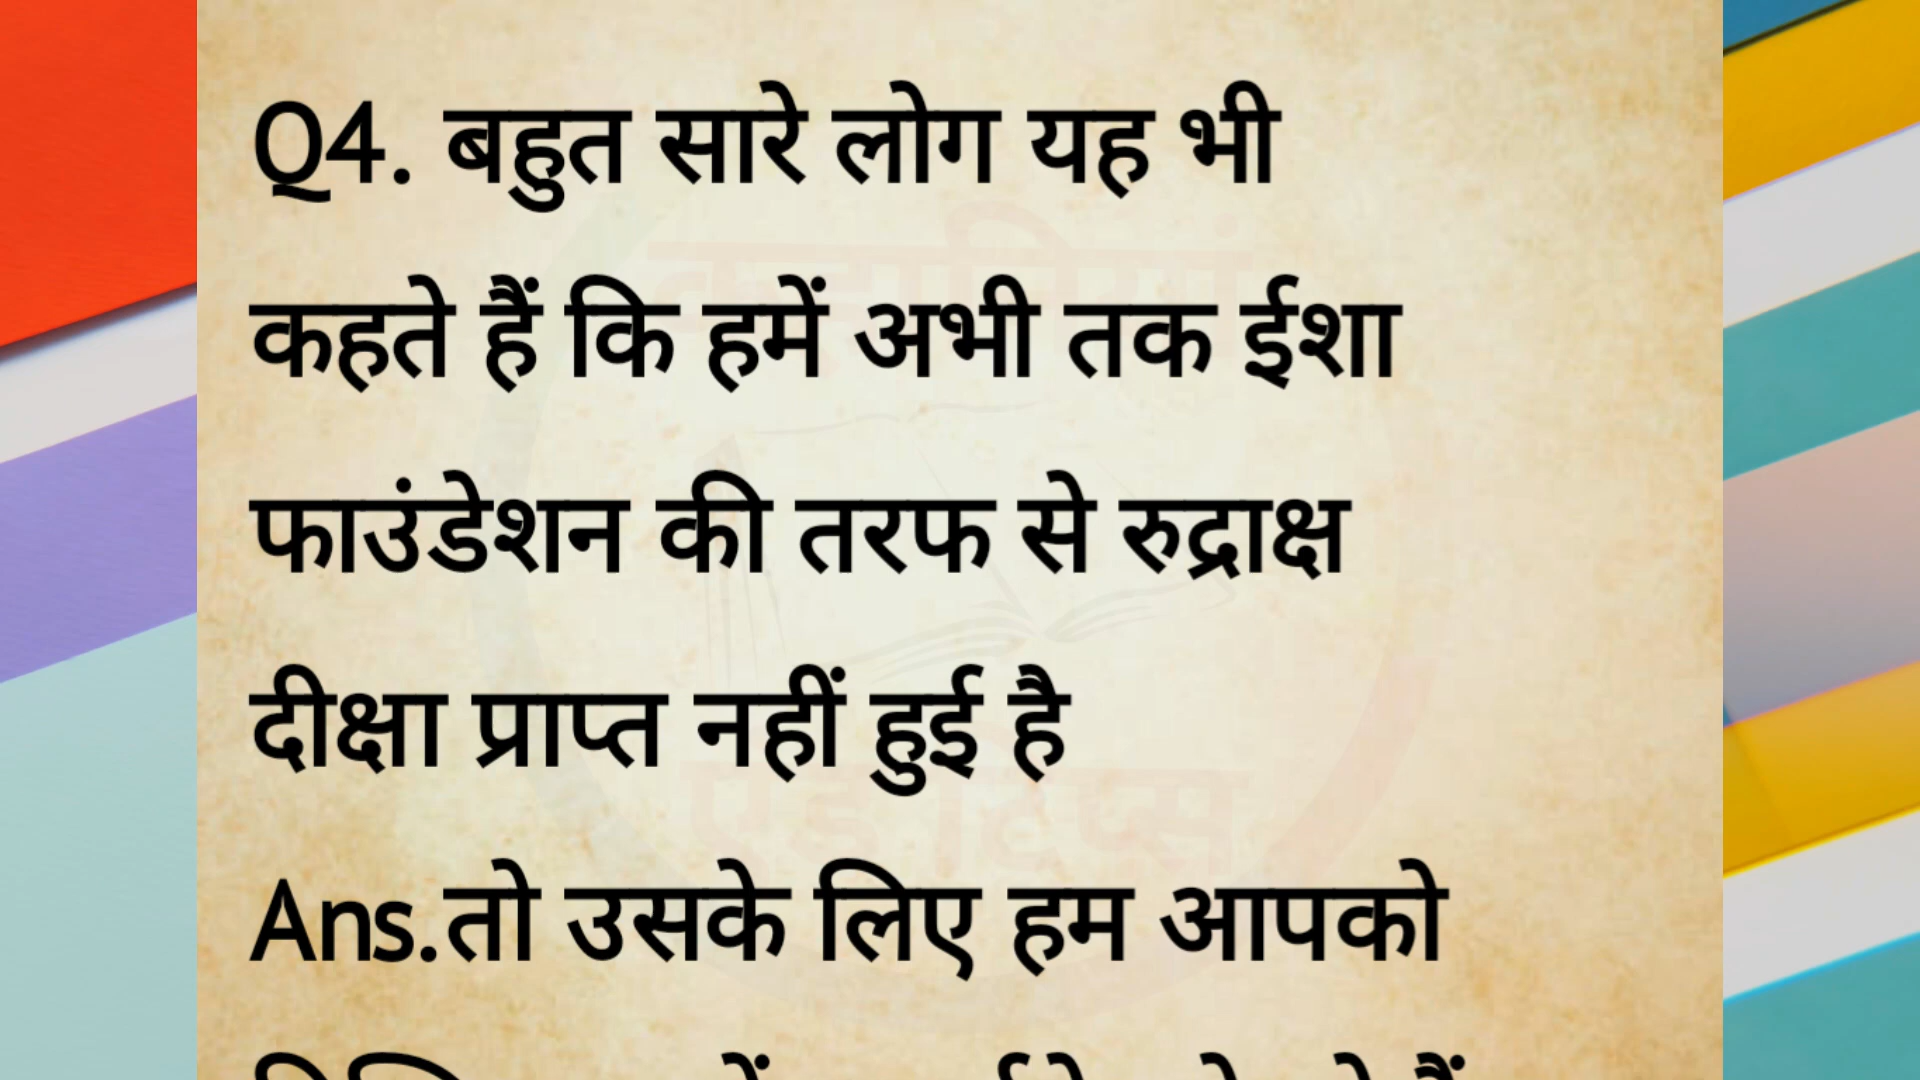 Q4. बहुत सारे लोग यह भी
कहते हैं कि हमें अभी तक ईशा
फाउंडेशन की तरफ से रुद्राक्ष
दीक्षा प्राप्त नहीं हुई है
Ans.तो उसके लिए हम आपको